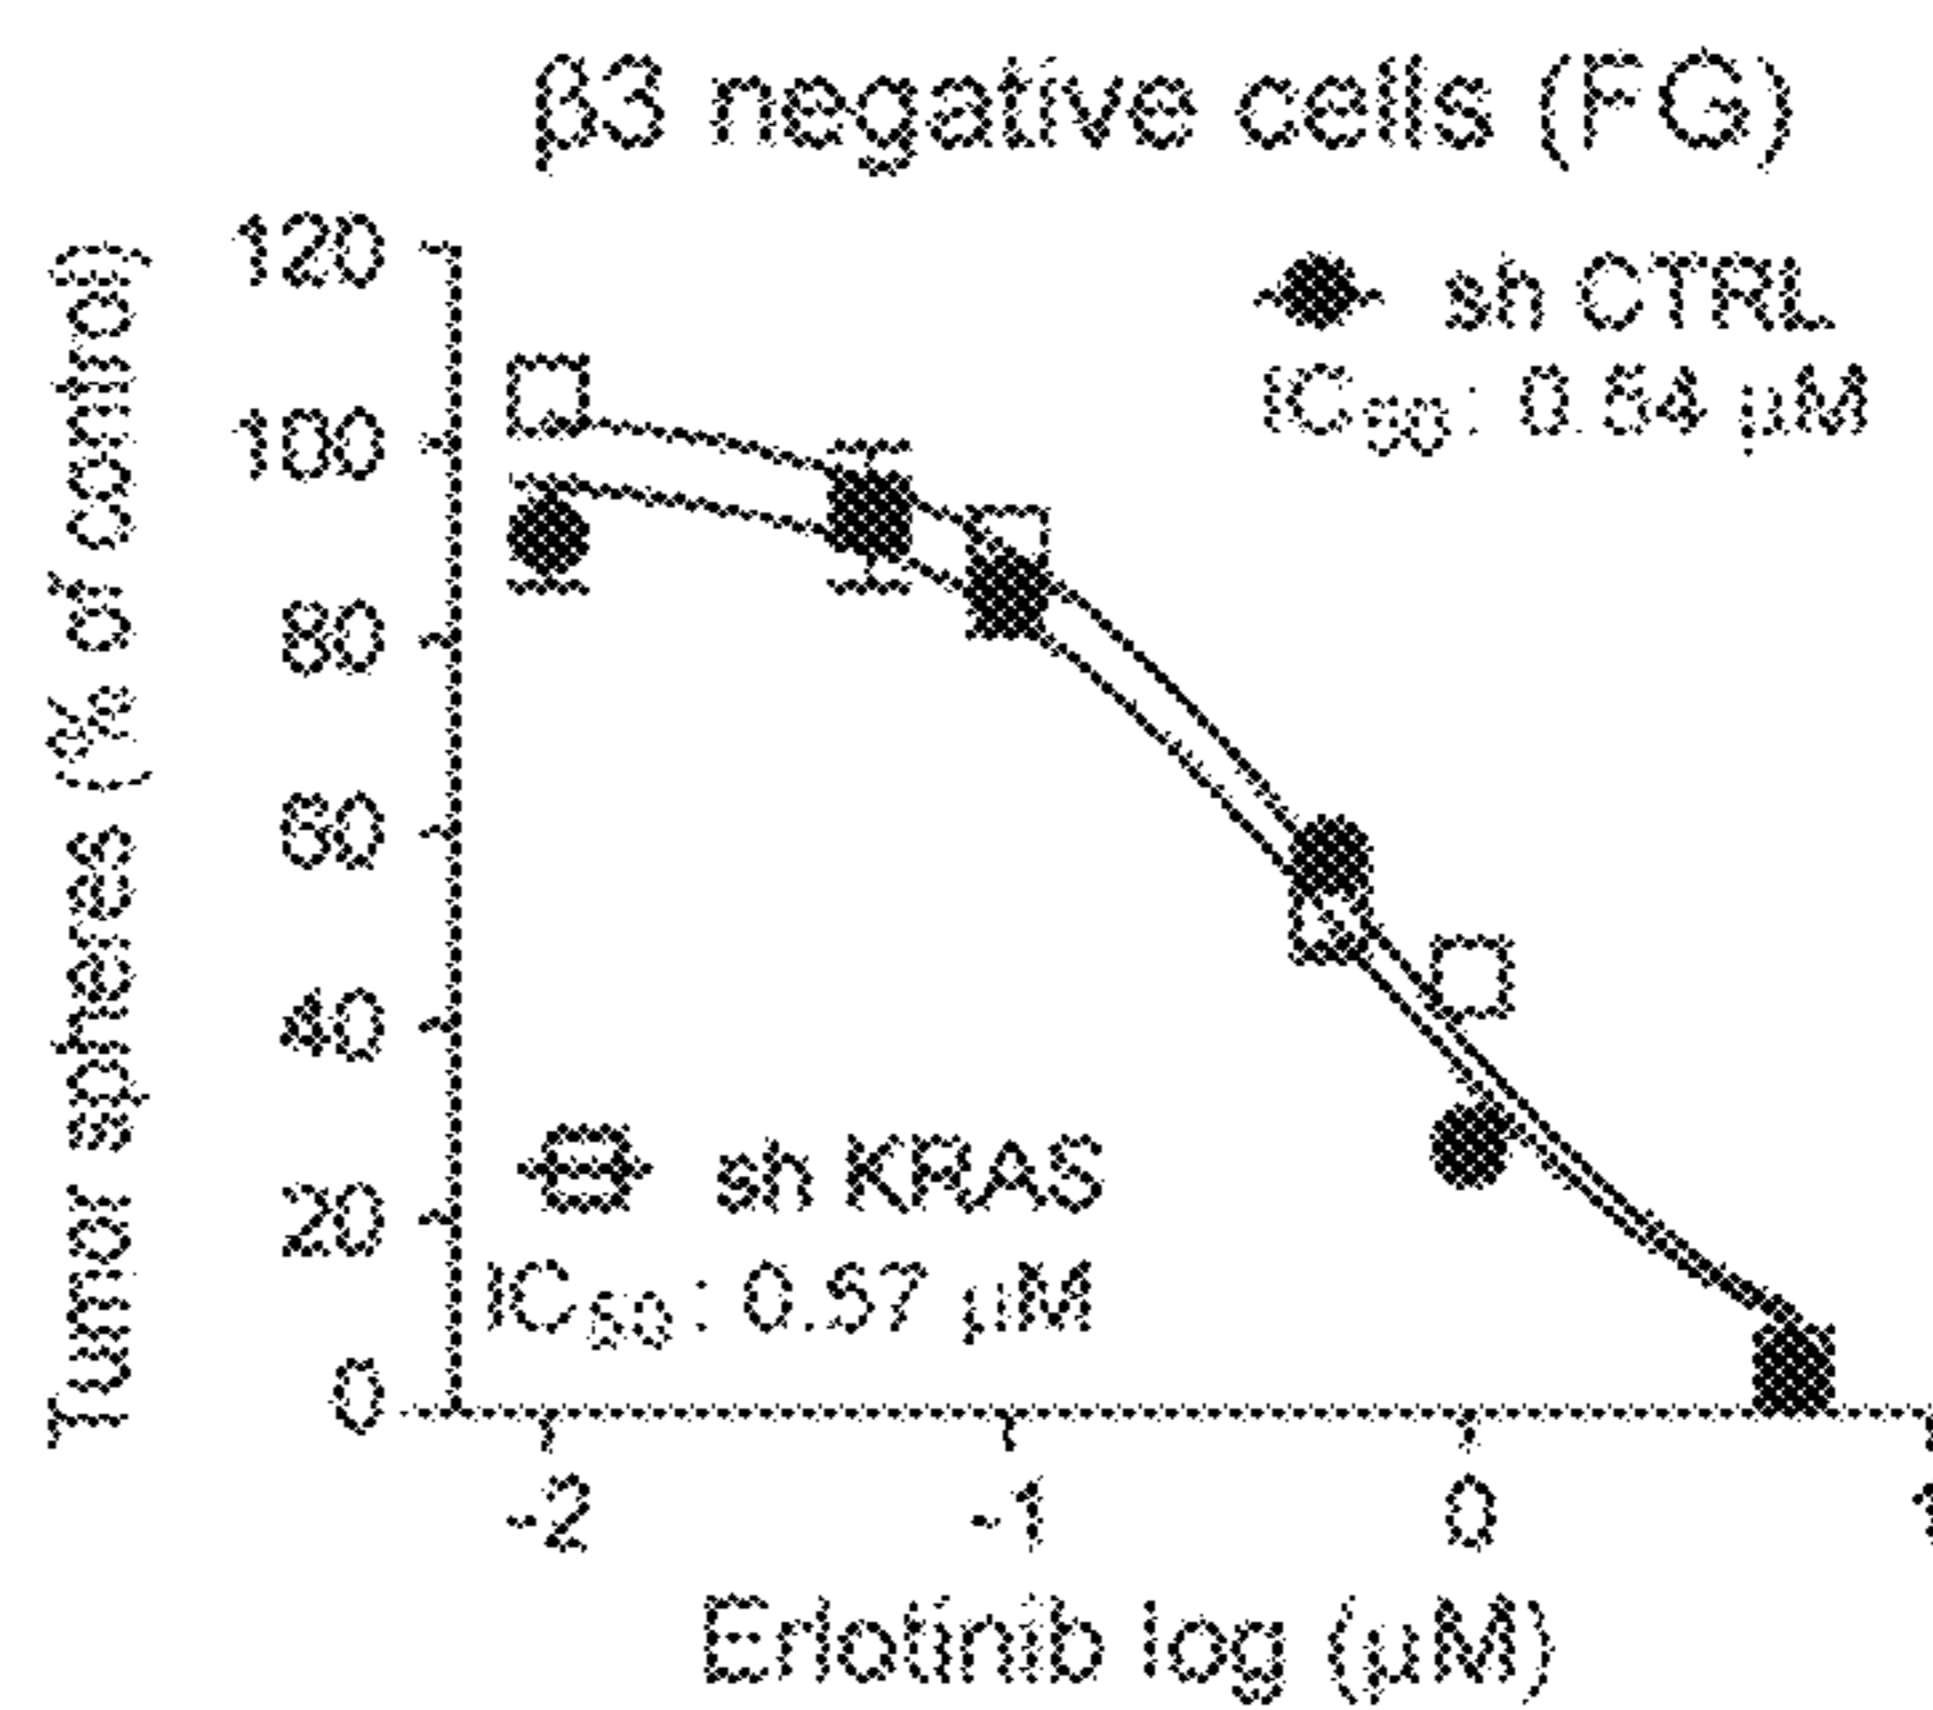 β3 negative cells (FG)
Tumor spheres (% of control)
120
100
80
60
40
20
0
sh CTRL
IC50: 0.54 µM
sh KRAS
IC50: 0.57 µM
-2
-1
0
1
Erlotinib log (µM)